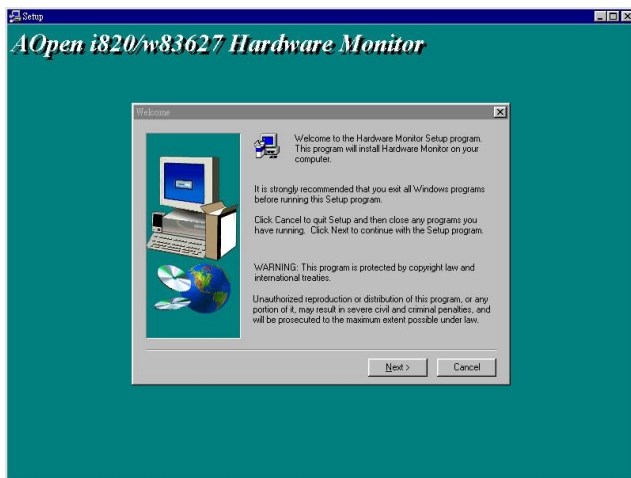 Setup
AOpen i820/w83627 Hardware Monitor
Welcome
Welcome to the Hardware Monitor Setup program.
This program will install Hardware Monitor on your
computer.
It is strongly recommended that you exit all Windows programs
before running this Setup program.
Click Cancel to quit Setup and then close any programs you
have running. Click Next to continue with the Setup program.
WARNING: This program is protected by copyright law and
international treaties.
Unauthorized reproduction or distribution of this program, or any
portion of it, may result in severe civil and criminal penalties, and
will be prosecuted to the maximum extent possible under law.
Next > Cancel